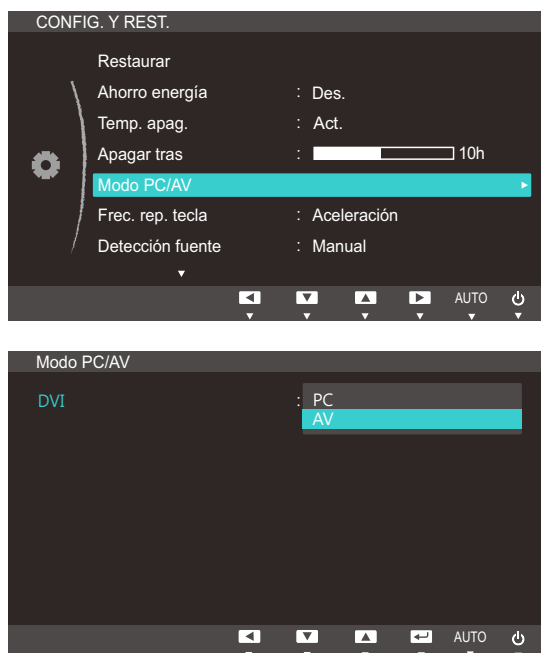 CONFIG. Y REST.
Restaurar
Ahorro energía : Des.
Temp. apag. : Act.
Apagar tras : 10h
Modo PC/AV
Frec. rep. tecla : Aceleración
Detección fuente : Manual
AUTO
Modo PC/AV
DVI : PC
AV
AUTO